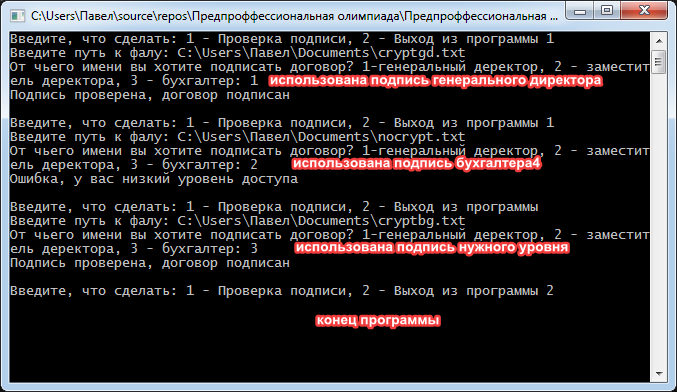 C:\Users\Павел\source\repos\Предпроффессиональная олимпиада\Предпроффессиональная ...
Введите, что сделать: 1 - Проверка подписи, 2 - Выход из программы 1
Введите путь к фалу: C:\Users\Павел\Documents\cryptgd.txt
От чьего имени вы хотите подписать договор? 1-генеральный деректор, 2 - заместит
ель деректора, 3 - бухгалтер: 1 использована подпись генерального директора
Подпись проверена, договор подписан
Введите, что сделать: 1 - Проверка подписи, 2 - Выход из программы 1
Введите путь к фалу: C:\Users\Павел\Documents\nocrypt.txt
От чьего имени вы хотите подписать договор? 1-генеральный деректор, 2 - заместит
ель деректора, 3 - бухгалтер: 2 использована подпись бухгалтера4
Ошибка, у вас низкий уровень доступа
Введите, что сделать: 1 - Проверка подписи, 2 - Выход из программы
Введите путь к фалу: C:\Users\Павел\Documents\cryptbg.txt
От чьего имени вы хотите подписать договор? 1-генеральный деректор, 2 - заместит
ель деректора, 3 - бухгалтер: 3 использована подпись нужного уровня
Подпись проверена, договор подписан
Введите, что сделать: 1 - Проверка подписи, 2 - Выход из программы 2
конец программы